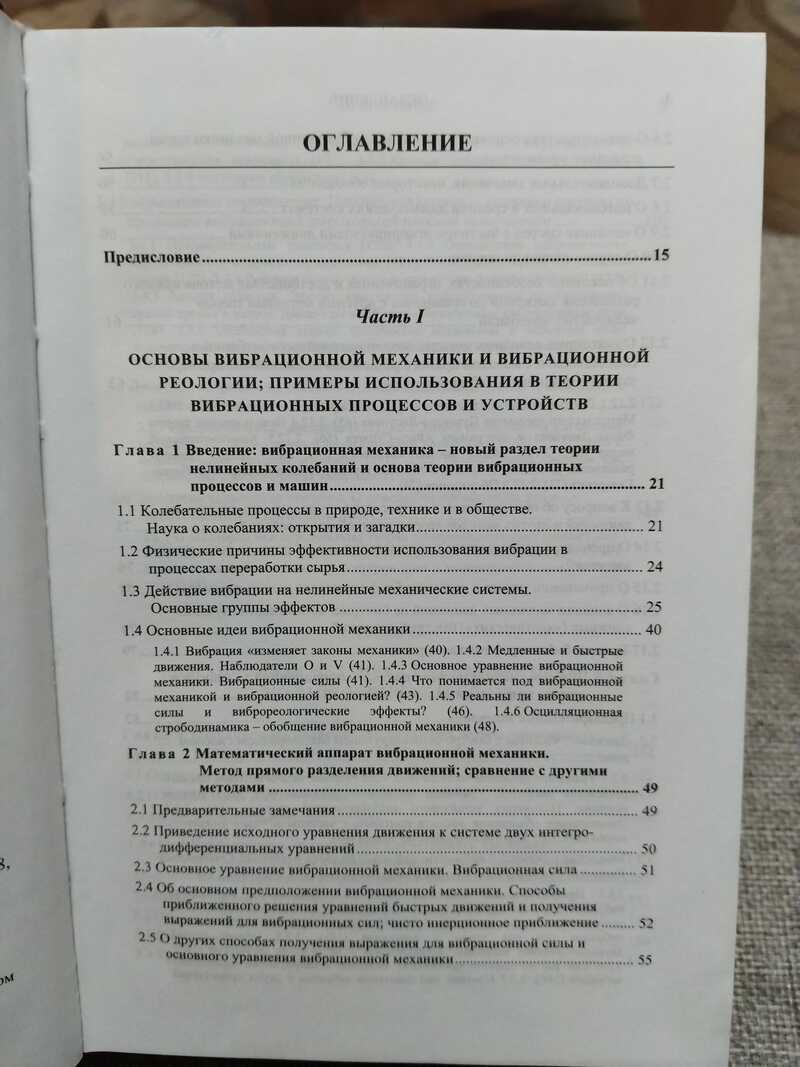 ОГЛАВЛЕНИЕ
Предисловие 15
Часть I
ОСНОВЫ ВИБРАЦИОННОЙ МЕХАНИКИ И ВИБРАЦИОННОЙ
РЕОЛОГИИ; ПРИМЕРЫ ИСПОЛЬЗОВАНИЯ В ТЕОРИИ
ВИБРАЦИОННЫХ ПРОЦЕССОВ И УСТРОЙСТВ
Глава 1 Введение: вибрационная механика – новый раздел теории
нелинейных колебаний и основа теории вибрационных
процессов и машин 21
1.1 Колебательные процессы в природе, технике и в обществе.
Наука о колебаниях: открытия и загадки 21
1.2 Физические причины эффективности использования вибрации в
процессах переработки сырья 24
1.3 Действие вибрации на нелинейные механические системы.
Основные группы эффектов 25
1.4 Основные идеи вибрационной механики 40
1.4.1 Вибрация «изменяет законы механики» (40). 1.4.2 Медленные и быстрые
движения. Наблюдатели O и V (41). 1.4.3 Основное уравнение вибрационной
механики. Вибрационные силы (41). 1.4.4 Что понимается под вибрационной
механикой и вибрационной реологией? (43). 1.4.5 Реальны ли вибрационные
силы и виброреологические эффекты? (46). 1.4.6 Осцилляционная
стрободинамика – обобщение вибрационной механики (48).
Глава 2 Математический аппарат вибрационной механики.
Метод прямого разделения движений; сравнение с другими
методами 49
2.1 Предварительные замечания 49
2.2 Приведение исходного уравнения движения к системе двух интегро-
дифференциальных уравнений 50
2.3 Основное уравнение вибрационной механики. Вибрационная сила 51
2.4 Об основном предположении вибрационной механики. Способы
приближенного решения уравнений быстрых движений и получения
выражений для вибрационных сил; чисто инерционное приближение 52
2.5 О других способах получения выражения для вибрационной силы и
основного уравнения вибрационной механики 55